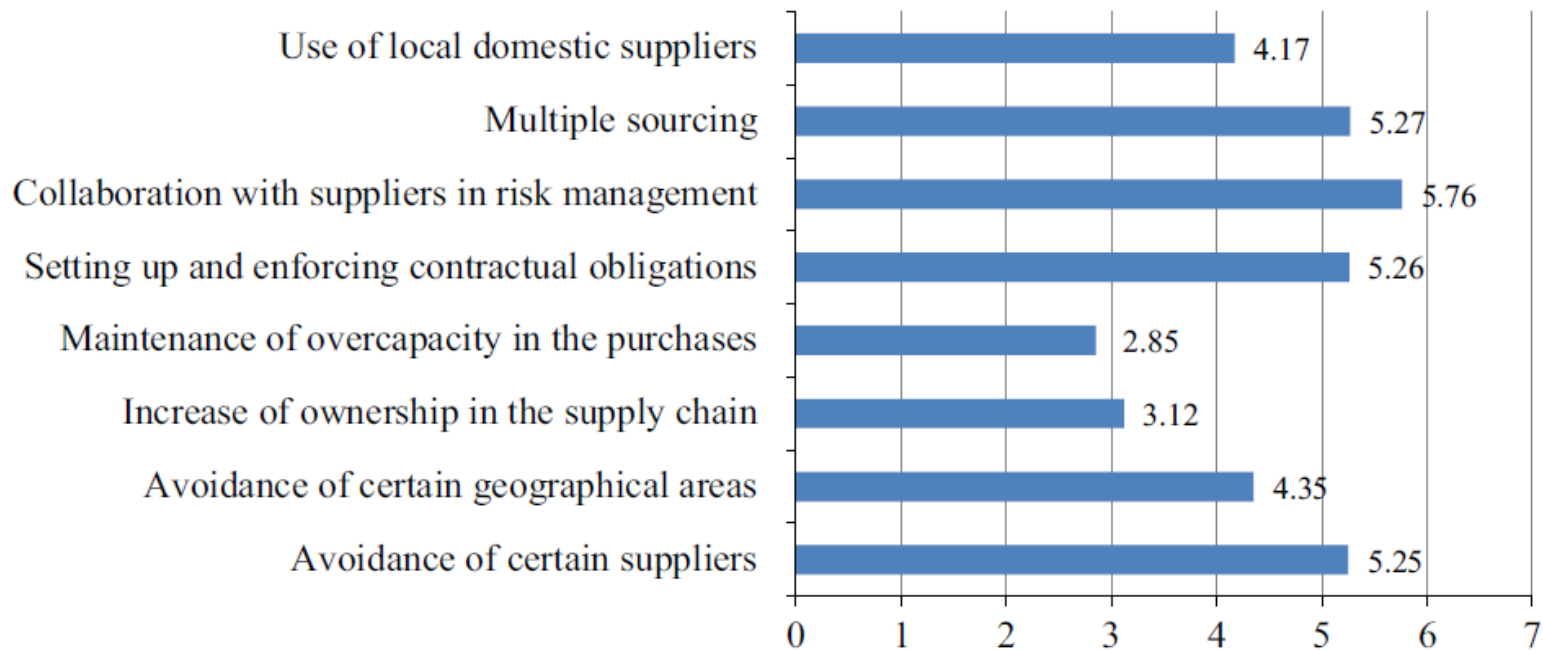 Use of local domestic suppliers 4.17
Multiple sourcing 5.27
Collaboration with suppliers in risk management 5.76
Setting up and enforcing contractual obligations 5.26
Maintenance of overcapacity in the purchases 2.85
Increase of ownership in the supply chain 3.12
Avoidance of certain geographical areas 4.35
Avoidance of certain suppliers 5.25
0 1 2 3 4 5 6 7